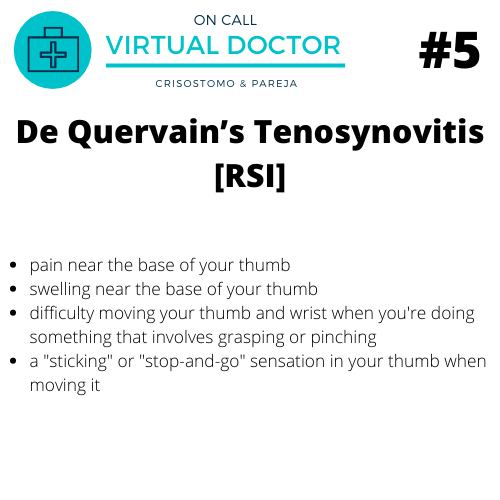 ON CALL
VIRTUAL DOCTOR
CRISOSTOMO & PAREJA
#5
De Quervain’s Tenosynovitis
[RSI]
• pain near the base of your thumb
• swelling near the base of your thumb
• difficulty moving your thumb and wrist when you're doing
something that involves grasping or pinching
• a "sticking" or "stop-and-go" sensation in your thumb when
moving it